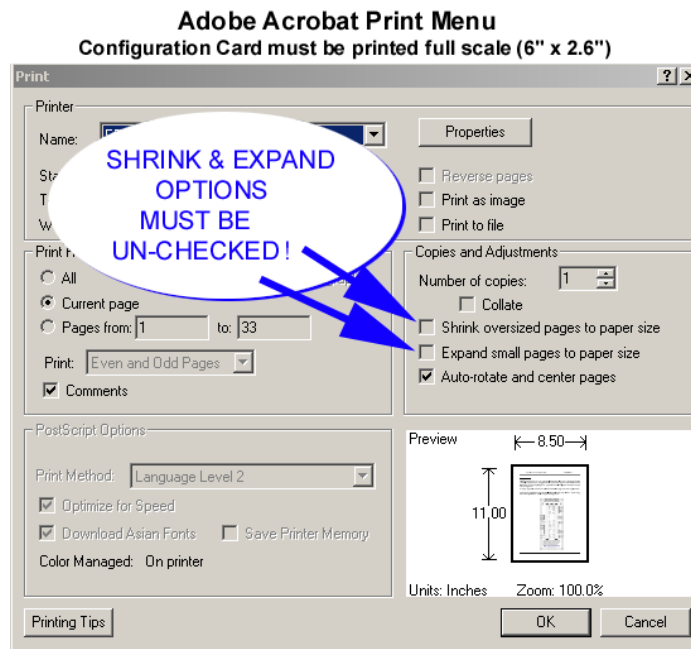 Adobe Acrobat Print Menu
Configuration Card must be printed full scale (6" x 2.6")
Print
Printer
Name:
Properties
SHRINK & EXPAND
OPTIONS
MUST BE
UN-CHECKED !
Reverse pages
Print as image
Print to file
All
Current page
Pages from: 1 to: 33
Print: Even and Odd Pages
Comments
Copies and Adjustments
Number of copies: 1
Collate
Shrink oversized pages to paper size
Expand small pages to paper size
Auto-rotate and center pages
PostScript Options
Print Method: Language Level 2
Optimize for Speed
Download Asian Fonts Save Printer Memory
Color Managed: On printer
Preview
8.50
11.00
Units: Inches Zoom: 100.0%
Printing Tips
OK Cancel